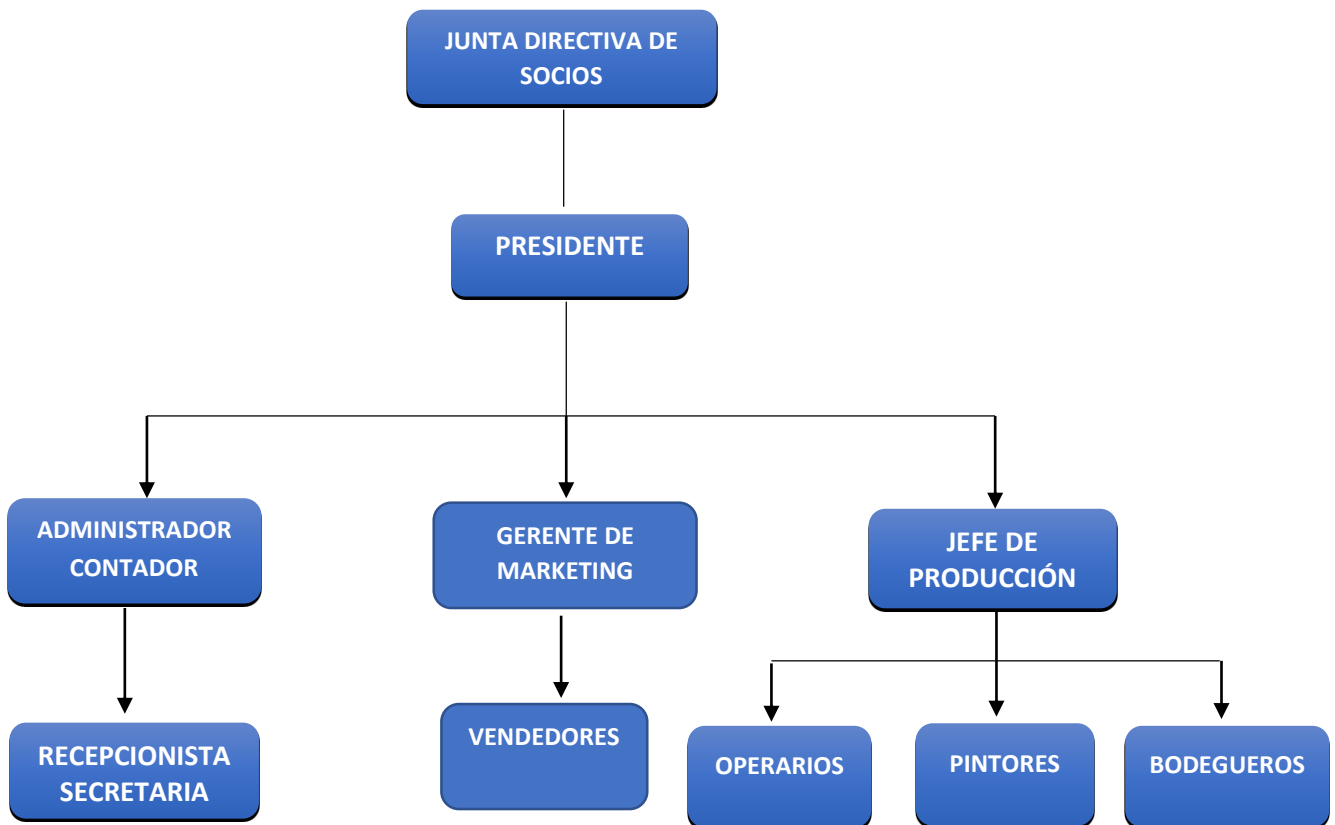 JUNTA DIRECTIVA DE
SOCIOS
PRESIDENTE
ADMINISTRADOR
CONTADOR
GERENTE DE
MARKETING
JEFE DE
PRODUCCIÓN
RECEPCIONISTA
SECRETARIA
VENDEDORES
OPERARIOS
PINTORES
BODEGUEROS